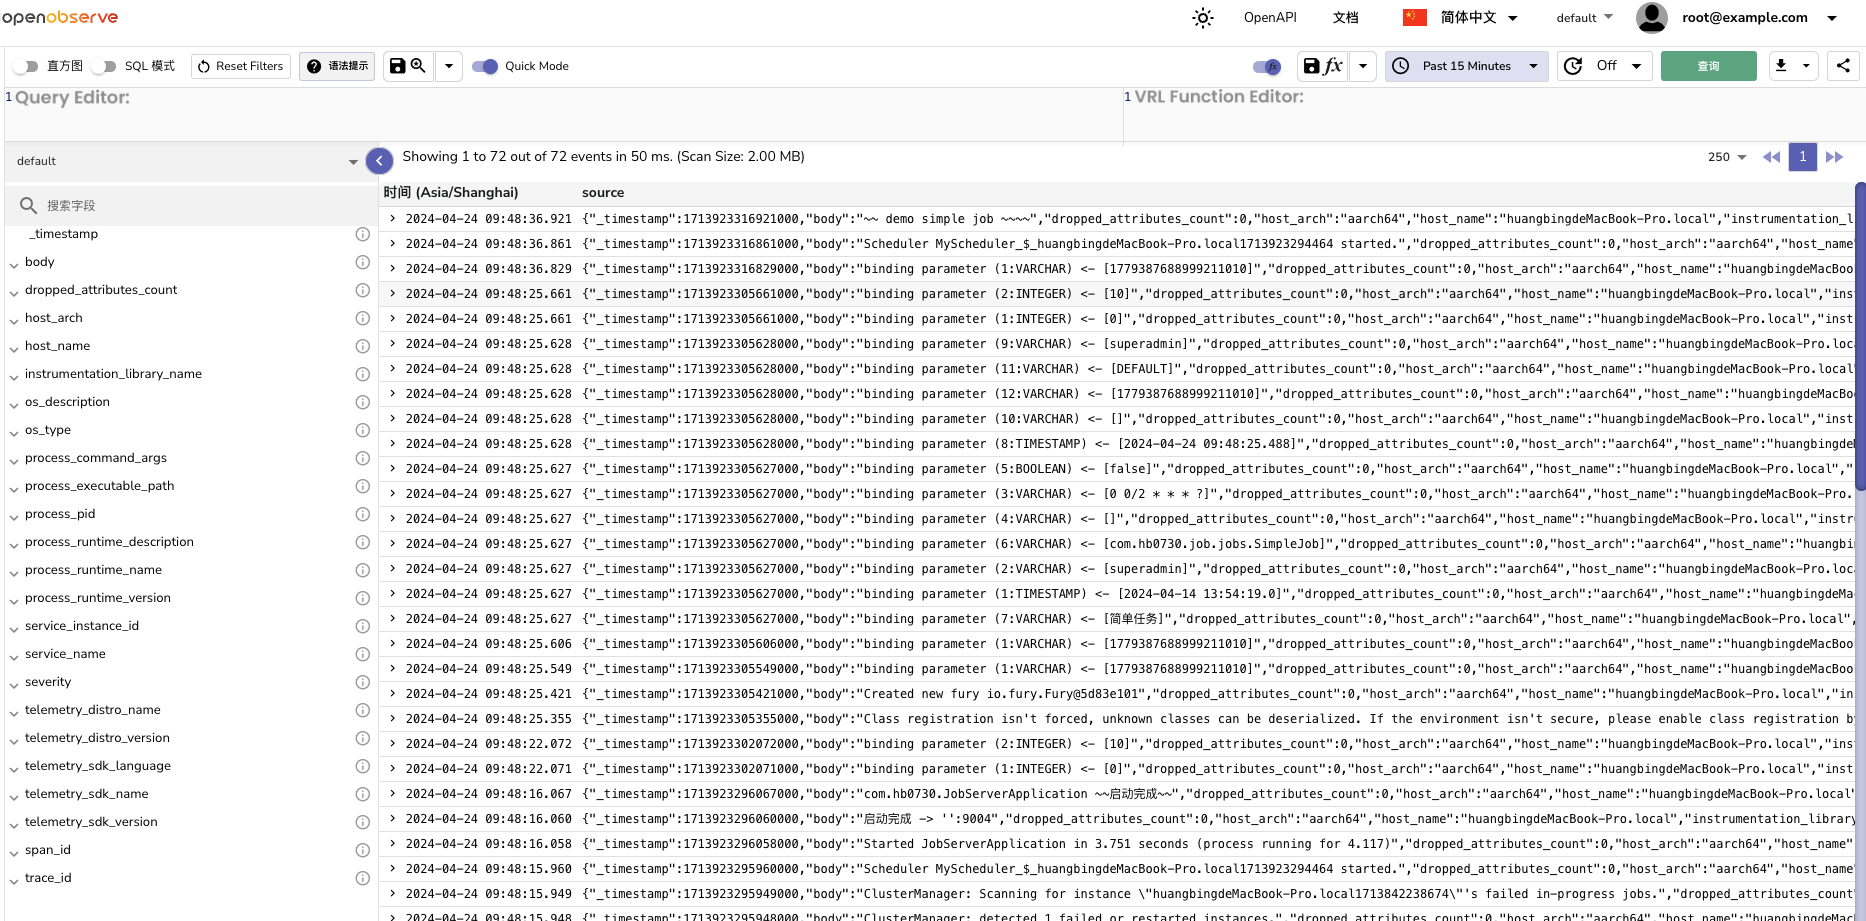 openobserve
OpenAPI 文档 简体中文 default root@example.com
直方图 SQL 模式 Reset Filters 语法提示 Quick Mode fx fx Past 15 Minutes Off 查询
1 Query Editor:
1 VRL Function Editor:
default
Showing 1 to 72 out of 72 events in 50 ms. (Scan Size: 2.00 MB)
250 1
搜索字段
_timestamp
body
dropped_attributes_count
host_arch
host_name
instrumentation_library_name
os_description
os_type
process_command_args
process_executable_path
process_pid
process_runtime_description
process_runtime_name
process_runtime_version
service_instance_id
service_name
severity
telemetry_distro_name
telemetry_distro_version
telemetry_sdk_language
telemetry_sdk_name
telemetry_sdk_version
span_id
trace_id
时间 (Asia/Shanghai) source
2024-04-24 09:48:36.921 {"_timestamp":1713923316921000,"body":"~~ demo simple job ~~~~","dropped_attributes_count":0,"host_arch":"aarch64","host_name":"huangbingdeMacBook-Pro.local","instrumentation_l
2024-04-24 09:48:36.861 {"_timestamp":1713923316861000,"body":"Scheduler MyScheduler_$_huangbingdeMacBook-Pro.local1713923294464 started.","dropped_attributes_count":0,"host_arch":"aarch64","host_name
2024-04-24 09:48:36.829 {"_timestamp":1713923316829000,"body":"binding parameter (1:VARCHAR) <- [1779387688999211010]","dropped_attributes_count":0,"host_arch":"aarch64","host_name":"huangbingdeMacBoo
2024-04-24 09:48:25.661 {"_timestamp":1713923305661000,"body":"binding parameter (2:INTEGER) <- [10]","dropped_attributes_count":0,"host_arch":"aarch64","host_name":"huangbingdeMacBook-Pro.local","ins
2024-04-24 09:48:25.661 {"_timestamp":1713923305661000,"body":"binding parameter (1:INTEGER) <- [0]","dropped_attributes_count":0,"host_arch":"aarch64","host_name":"huangbingdeMacBook-Pro.local","inst
2024-04-24 09:48:25.628 {"_timestamp":1713923305628000,"body":"binding parameter (9:VARCHAR) <- [superadmin]","dropped_attributes_count":0,"host_arch":"aarch64","host_name":"huangbingdeMacBook-Pro.loc
2024-04-24 09:48:25.628 {"_timestamp":1713923305628000,"body":"binding parameter (11:VARCHAR) <- [DEFAULT]","dropped_attributes_count":0,"host_arch":"aarch64","host_name":"huangbingdeMacBook-Pro.local"
2024-04-24 09:48:25.628 {"_timestamp":1713923305628000,"body":"binding parameter (12:VARCHAR) <- [1779387688999211010]","dropped_attributes_count":0,"host_arch":"aarch64","host_name":"huangbingdeMacBo
2024-04-24 09:48:25.628 {"_timestamp":1713923305628000,"body":"binding parameter (10:VARCHAR) <- []","dropped_attributes_count":0,"host_arch":"aarch64","host_name":"huangbingdeMacBook-Pro.local","inst
2024-04-24 09:48:25.628 {"_timestamp":1713923305628000,"body":"binding parameter (8:TIMESTAMP) <- [2024-04-24 09:48:25.488]","dropped_attributes_count":0,"host_arch":"aarch64","host_name":"huangbingdeM
2024-04-24 09:48:25.627 {"_timestamp":1713923305627000,"body":"binding parameter (5:BOOLEAN) <- [false]","dropped_attributes_count":0,"host_arch":"aarch64","host_name":"huangbingdeMacBook-Pro.local","
2024-04-24 09:48:25.627 {"_timestamp":1713923305627000,"body":"binding parameter (3:VARCHAR) <- [0 0/2 * * * ?]","dropped_attributes_count":0,"host_arch":"aarch64","host_name":"huangbingdeMacBook-Pro.
2024-04-24 09:48:25.627 {"_timestamp":1713923305627000,"body":"binding parameter (4:VARCHAR) <- []","dropped_attributes_count":0,"host_arch":"aarch64","host_name":"huangbingdeMacBook-Pro.local","instr
2024-04-24 09:48:25.627 {"_timestamp":1713923305627000,"body":"binding parameter (6:VARCHAR) <- [com.hb0730.job.jobs.SimpleJob]","dropped_attributes_count":0,"host_arch":"aarch64","host_name":"huangbi
2024-04-24 09:48:25.627 {"_timestamp":1713923305627000,"body":"binding parameter (2:VARCHAR) <- [superadmin]","dropped_attributes_count":0,"host_arch":"aarch64","host_name":"huangbingdeMacBook-Pro.loc
2024-04-24 09:48:25.627 {"_timestamp":1713923305627000,"body":"binding parameter (1:TIMESTAMP) <- [2024-04-14 13:54:19.0]","dropped_attributes_count":0,"host_arch":"aarch64","host_name":"huangbingdeMa
2024-04-24 09:48:25.627 {"_timestamp":1713923305627000,"body":"binding parameter (7:VARCHAR) <- [简单任务]","dropped_attributes_count":0,"host_arch":"aarch64","host_name":"huangbingdeMacBook-Pro.local",
2024-04-24 09:48:25.606 {"_timestamp":1713923305606000,"body":"binding parameter (1:VARCHAR) <- [1779387688999211010]","dropped_attributes_count":0,"host_arch":"aarch64","host_name":"huangbingdeMacBoo
2024-04-24 09:48:25.549 {"_timestamp":1713923305549000,"body":"binding parameter (1:VARCHAR) <- [1779387688999211010]","dropped_attributes_count":0,"host_arch":"aarch64","host_name":"huangbingdeMacBoo
2024-04-24 09:48:25.421 {"_timestamp":1713923305421000,"body":"Created new fury io.fury.Fury@5d83e101","dropped_attributes_count":0,"host_arch":"aarch64","host_name":"huangbingdeMacBook-Pro.local","in
2024-04-24 09:48:25.355 {"_timestamp":1713923305355000,"body":"Class registration isn't forced, unknown classes can be deserialized. If the environment isn't secure, please enable class registration b
2024-04-24 09:48:22.072 {"_timestamp":1713923302072000,"body":"binding parameter (2:INTEGER) <- [10]","dropped_attributes_count":0,"host_arch":"aarch64","host_name":"huangbingdeMacBook-Pro.local","ins
2024-04-24 09:48:22.071 {"_timestamp":1713923302071000,"body":"binding parameter (1:INTEGER) <- [0]","dropped_attributes_count":0,"host_arch":"aarch64","host_name":"huangbingdeMacBook-Pro.local","inst
2024-04-24 09:48:16.067 {"_timestamp":1713923296067000,"body":"com.hb0730.JobServerApplication ~~启动完成~~","dropped_attributes_count":0,"host_arch":"aarch64","host_name":"huangbingdeMacBook-Pro.local"
2024-04-24 09:48:16.060 {"_timestamp":1713923296060000,"body":"启动完成 -> '':9004","dropped_attributes_count":0,"host_arch":"aarch64","host_name":"huangbingdeMacBook-Pro.local","instrumentation_library
2024-04-24 09:48:16.058 {"_timestamp":1713923296058000,"body":"Started JobServerApplication in 3.751 seconds (process running for 4.117)","dropped_attributes_count":0,"host_arch":"aarch64","host_name"
2024-04-24 09:48:15.960 {"_timestamp":1713923295960000,"body":"Scheduler MyScheduler_$_huangbingdeMacBook-Pro.local1713923294464 started.","dropped_attributes_count":0,"host_arch":"aarch64","host_name
2024-04-24 09:48:15.949 {"_timestamp":1713923295949000,"body":"ClusterManager: Scanning for instance \"huangbingdeMacBook-Pro.local1713842238674\"'s failed in-progress jobs.","dropped_attributes_count
2024-04-24 09:48:15.948 {"_timestamp":1713923295948000,"body":"ClusterManager: detected 1 failed or restarted instances.","dropped_attributes_count":0,"host_arch":"aarch64","host_name":"huangbingdeMac